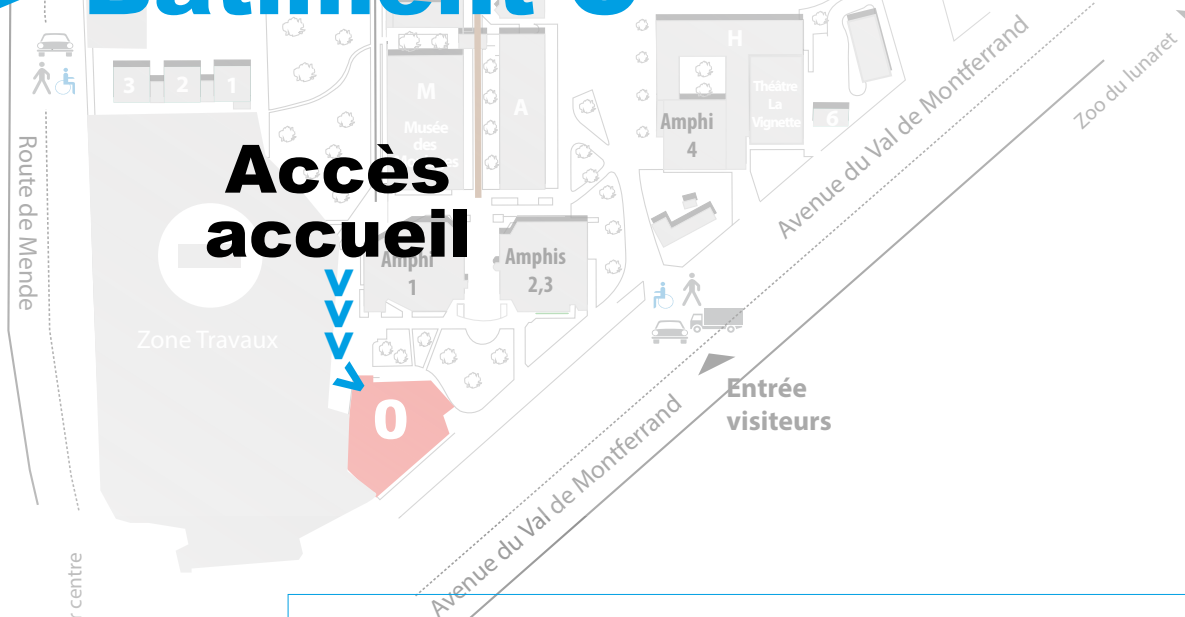 Bâtiment
H
3
2
1
M
A
Théâtre
La
Vignette
6
Musée
des
Amphi
4
Accès
accueil
Amphi
1
Amphis
2,3
Route de Mende
Zone Travaux
>
>
>
>
0
Avenue du Val de Montferrand
Zoo du lunaret
Entrée
visiteurs
Avenue du Val de Montferrand
centre